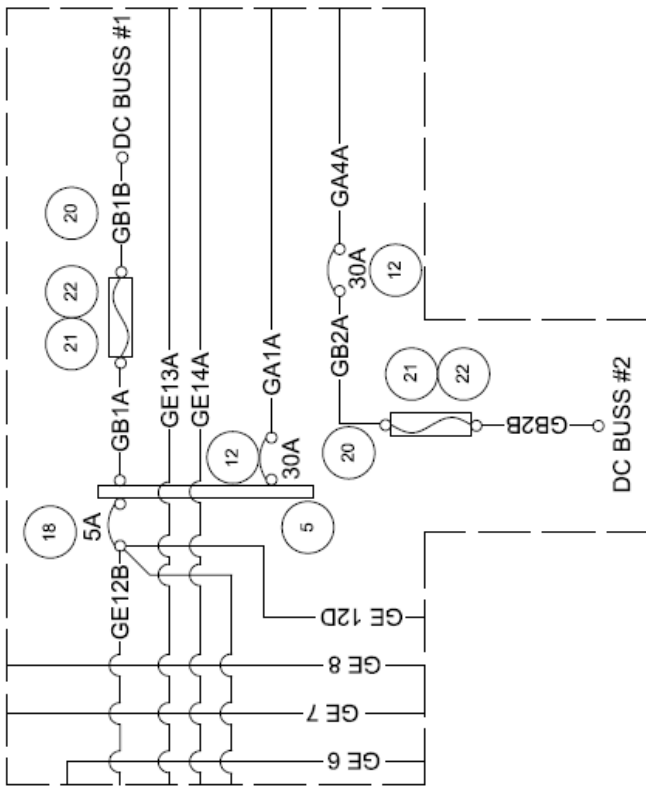 DC BUSS #1
20
GB1B
22
21
GB1A
18
5A
GE12B
GE13A
GE14A
GA1A
12
30A
5
GA4A
30A
12
GB2A
20
21
22
GB2B
DC BUSS #2
GE 12D
GE 8
GE 7
GE 6